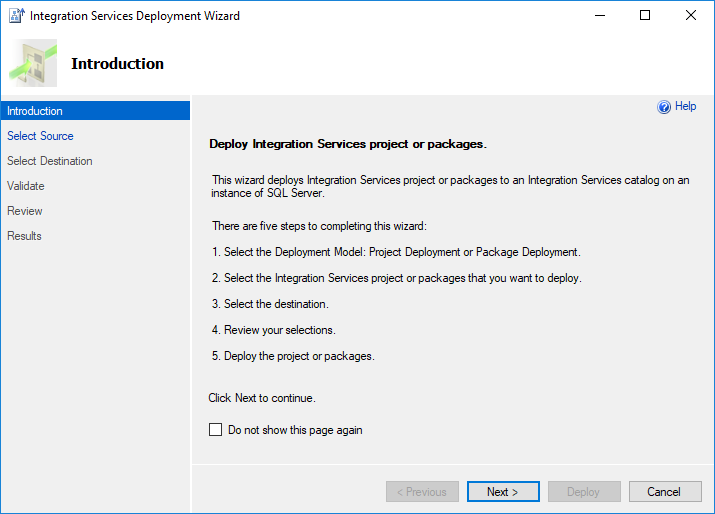 Integration Services Deployment Wizard
Introduction
Introduction
Select Source
Select Destination
Validate
Review
Results
Help
Deploy Integration Services project or packages.
This wizard deploys Integration Services project or packages to an Integration Services catalog on an
instance of SQL Server.
There are five steps to completing this wizard:
1. Select the Deployment Model: Project Deployment or Package Deployment.
2. Select the Integration Services project or packages that you want to deploy.
3. Select the destination.
4. Review your selections.
5. Deploy the project or packages.
Click Next to continue.
Do not show this page again
< Previous
Next >
Deploy
Cancel